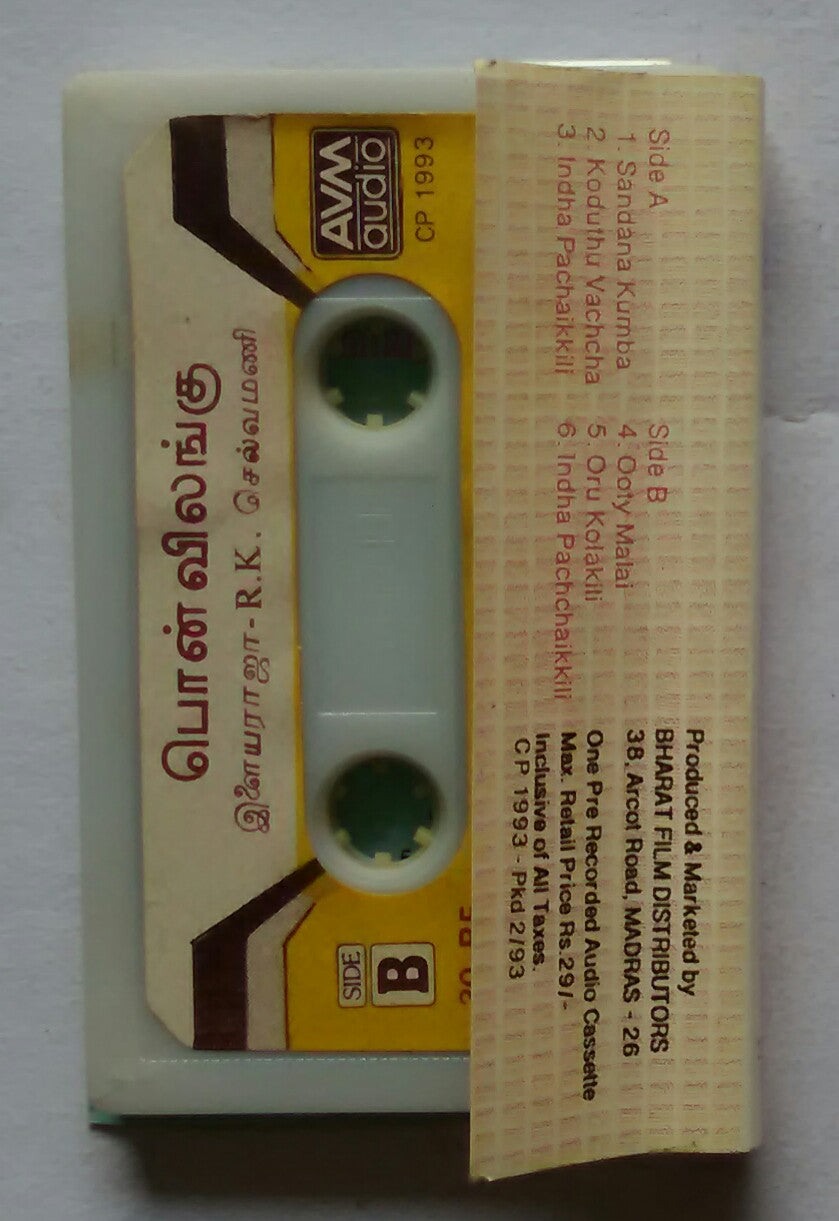 பொன் விலங்கு
இளையராஜா - R.K. செல்வமணி
AVM
audio
CP 1993
SIDE
B
Side A
1. Sandana Kumba
2 Koduthu Vachcha
3. Indha Pachaikkili
Side B
4. Ooty Malai
5. Oru Kolakili
6. Indha Pachchaikkili
Produced & Marketed by
BHARAT FILM DISTRIBUTORS
38, Arcot Road, MADRAS - 26
One Pre Recorded Audio Cassette
Max. Retail Price Rs.29/-
Inclusive of All Taxes.
C P 1993 - Pkd 2/93